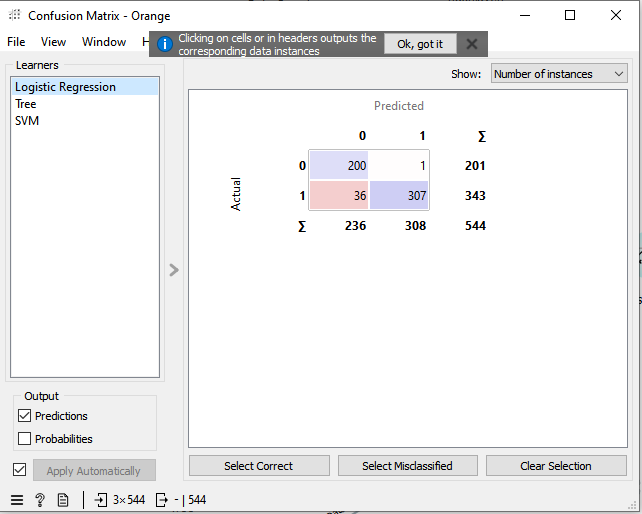 Confusion Matrix - Orange
File View Window H
Clicking on cells or in headers outputs the
corresponding data instances
Ok, got it
Learners
Logistic Regression
Tree
SVM
Show: Number of instances
Predicted
0 1 Σ
Actual
0 200 1 201
1 36 307 343
Σ 236 308 544
Output
Predictions
Probabilities
Apply Automatically
Select Correct
Select Misclassified
Clear Selection
3×544
- | 544